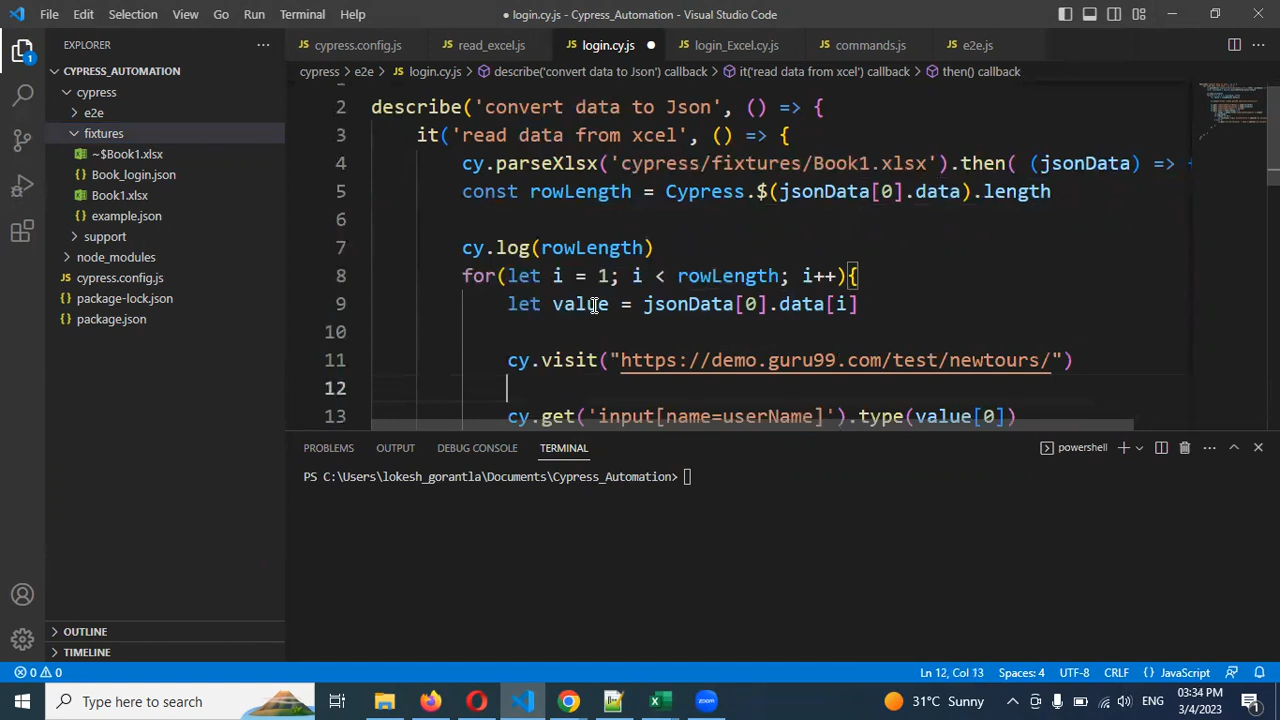 File Edit Selection View Go Run Terminal Help ● login.cy.js - Cypress_Automation - Visual Studio Code
EXPLORER
CYPRESS_AUTOMATION
cypress
e2e
fixtures
~$Book1.xlsx
Book_login.json
Book1.xlsx
example.json
support
node_modules
cypress.config.js
package-lock.json
package.json
OUTLINE
TIMELINE
JS cypress.config.js JS read_excel.js JS login.cy.js ● JS login_Excel.cy.js JS commands.js JS e2e.js
cypress > e2e > JS login.cy.js > describe('convert data to Json') callback > it('read data from xcel') callback > then() callback
2 describe('convert data to Json', () => {
3 it('read data from xcel', () => {
4 cy.parseXlsx('cypress/fixtures/Book1.xlsx').then( (jsonData) => {
5 const rowLength = Cypress.$(jsonData[0].data).length
6
7 cy.log(rowLength)
8 for(let i = 1; i < rowLength; i++){
9 let value = jsonData[0].data[i]
10
11 cy.visit("https://demo.guru99.com/test/newtours/")
12
13 cy.get('input[name=userName]').type(value[0])
PROBLEMS OUTPUT DEBUG CONSOLE TERMINAL powershell
PS C:\Users\lokesh_gorantla\Documents\Cypress_Automation>
0 0 Ln 12, Col 13 Spaces: 4 UTF-8 CRLF {} JavaScript
Type here to search zoom 31°C Sunny ENG 03:34 PM
3/4/2023 1